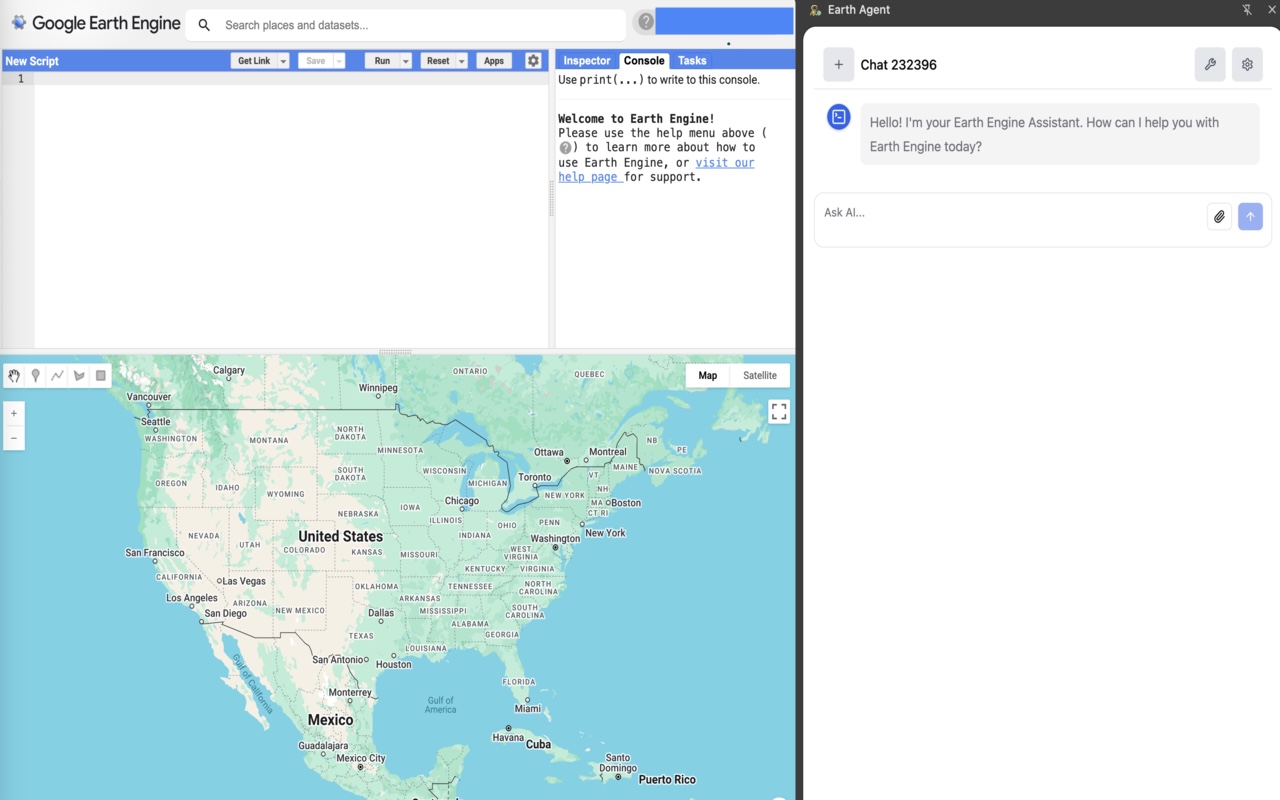 Google Earth Engine
Search places and datasets...
New Script
Get Link
Save
Run
Reset
Apps
1
Inspector
Console
Tasks
Use print(...) to write to this console.
Welcome to Earth Engine!
Please use the help menu above (
?) to learn more about how to
use Earth Engine, or visit our
help page for support.
Earth Agent
Chat 232396
Hello! I'm your Earth Engine Assistant. How can I help you with
Earth Engine today?
Ask AI...
Map
Satellite
Calgary
Winnipeg
ONTARIO
QUEBEC
Vancouver
Seattle
WASHINGTON
MONTANA
NORTH
DAKOTA
MINNESOTA
Ottawa
Montreal
NB
PE
MAINE
NOVA SCOTIA
OREGON
IDAHO
WYOMING
SOUTH
DAKOTA
WISCONSIN
MICHIGAN
Toronto
VT
NH
NEW YORK
MA
Boston
CT RI
Chicago
IOWA
NEBRASKA
ILLINOIS
INDIANA
OHIO
PENN
New York
NEVADA
UTAH
COLORADO
United States
KANSAS
MISSOURI
WEST
VIRGINIA
Washington
San Francisco
CALIFORNIA
Las Vegas
KENTUCKY
VIRGINIA
OKLAHOMA
TENNESSEE
NORTH
CAROLINA
Los Angeles
ARIZONA
NEW MEXICO
ARKANSAS
San Diego
Dallas
MISSISSIPPI
SOUTH
CAROLINA
ALABAMA
GEORGIA
TEXAS
LOUISIANA
San Antonio
Houston
Gulf of California
FLORIDA
Monterrey
Gulf of
America
Miami
Mexico
Havana
Cuba
Guadalajara
Mexico City
Santo
Domingo
Puerto Rico